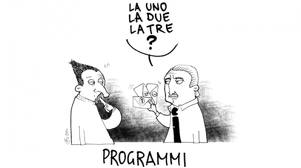 LA UNO
LA DUE
LA TRE
?
PROGRAMMI